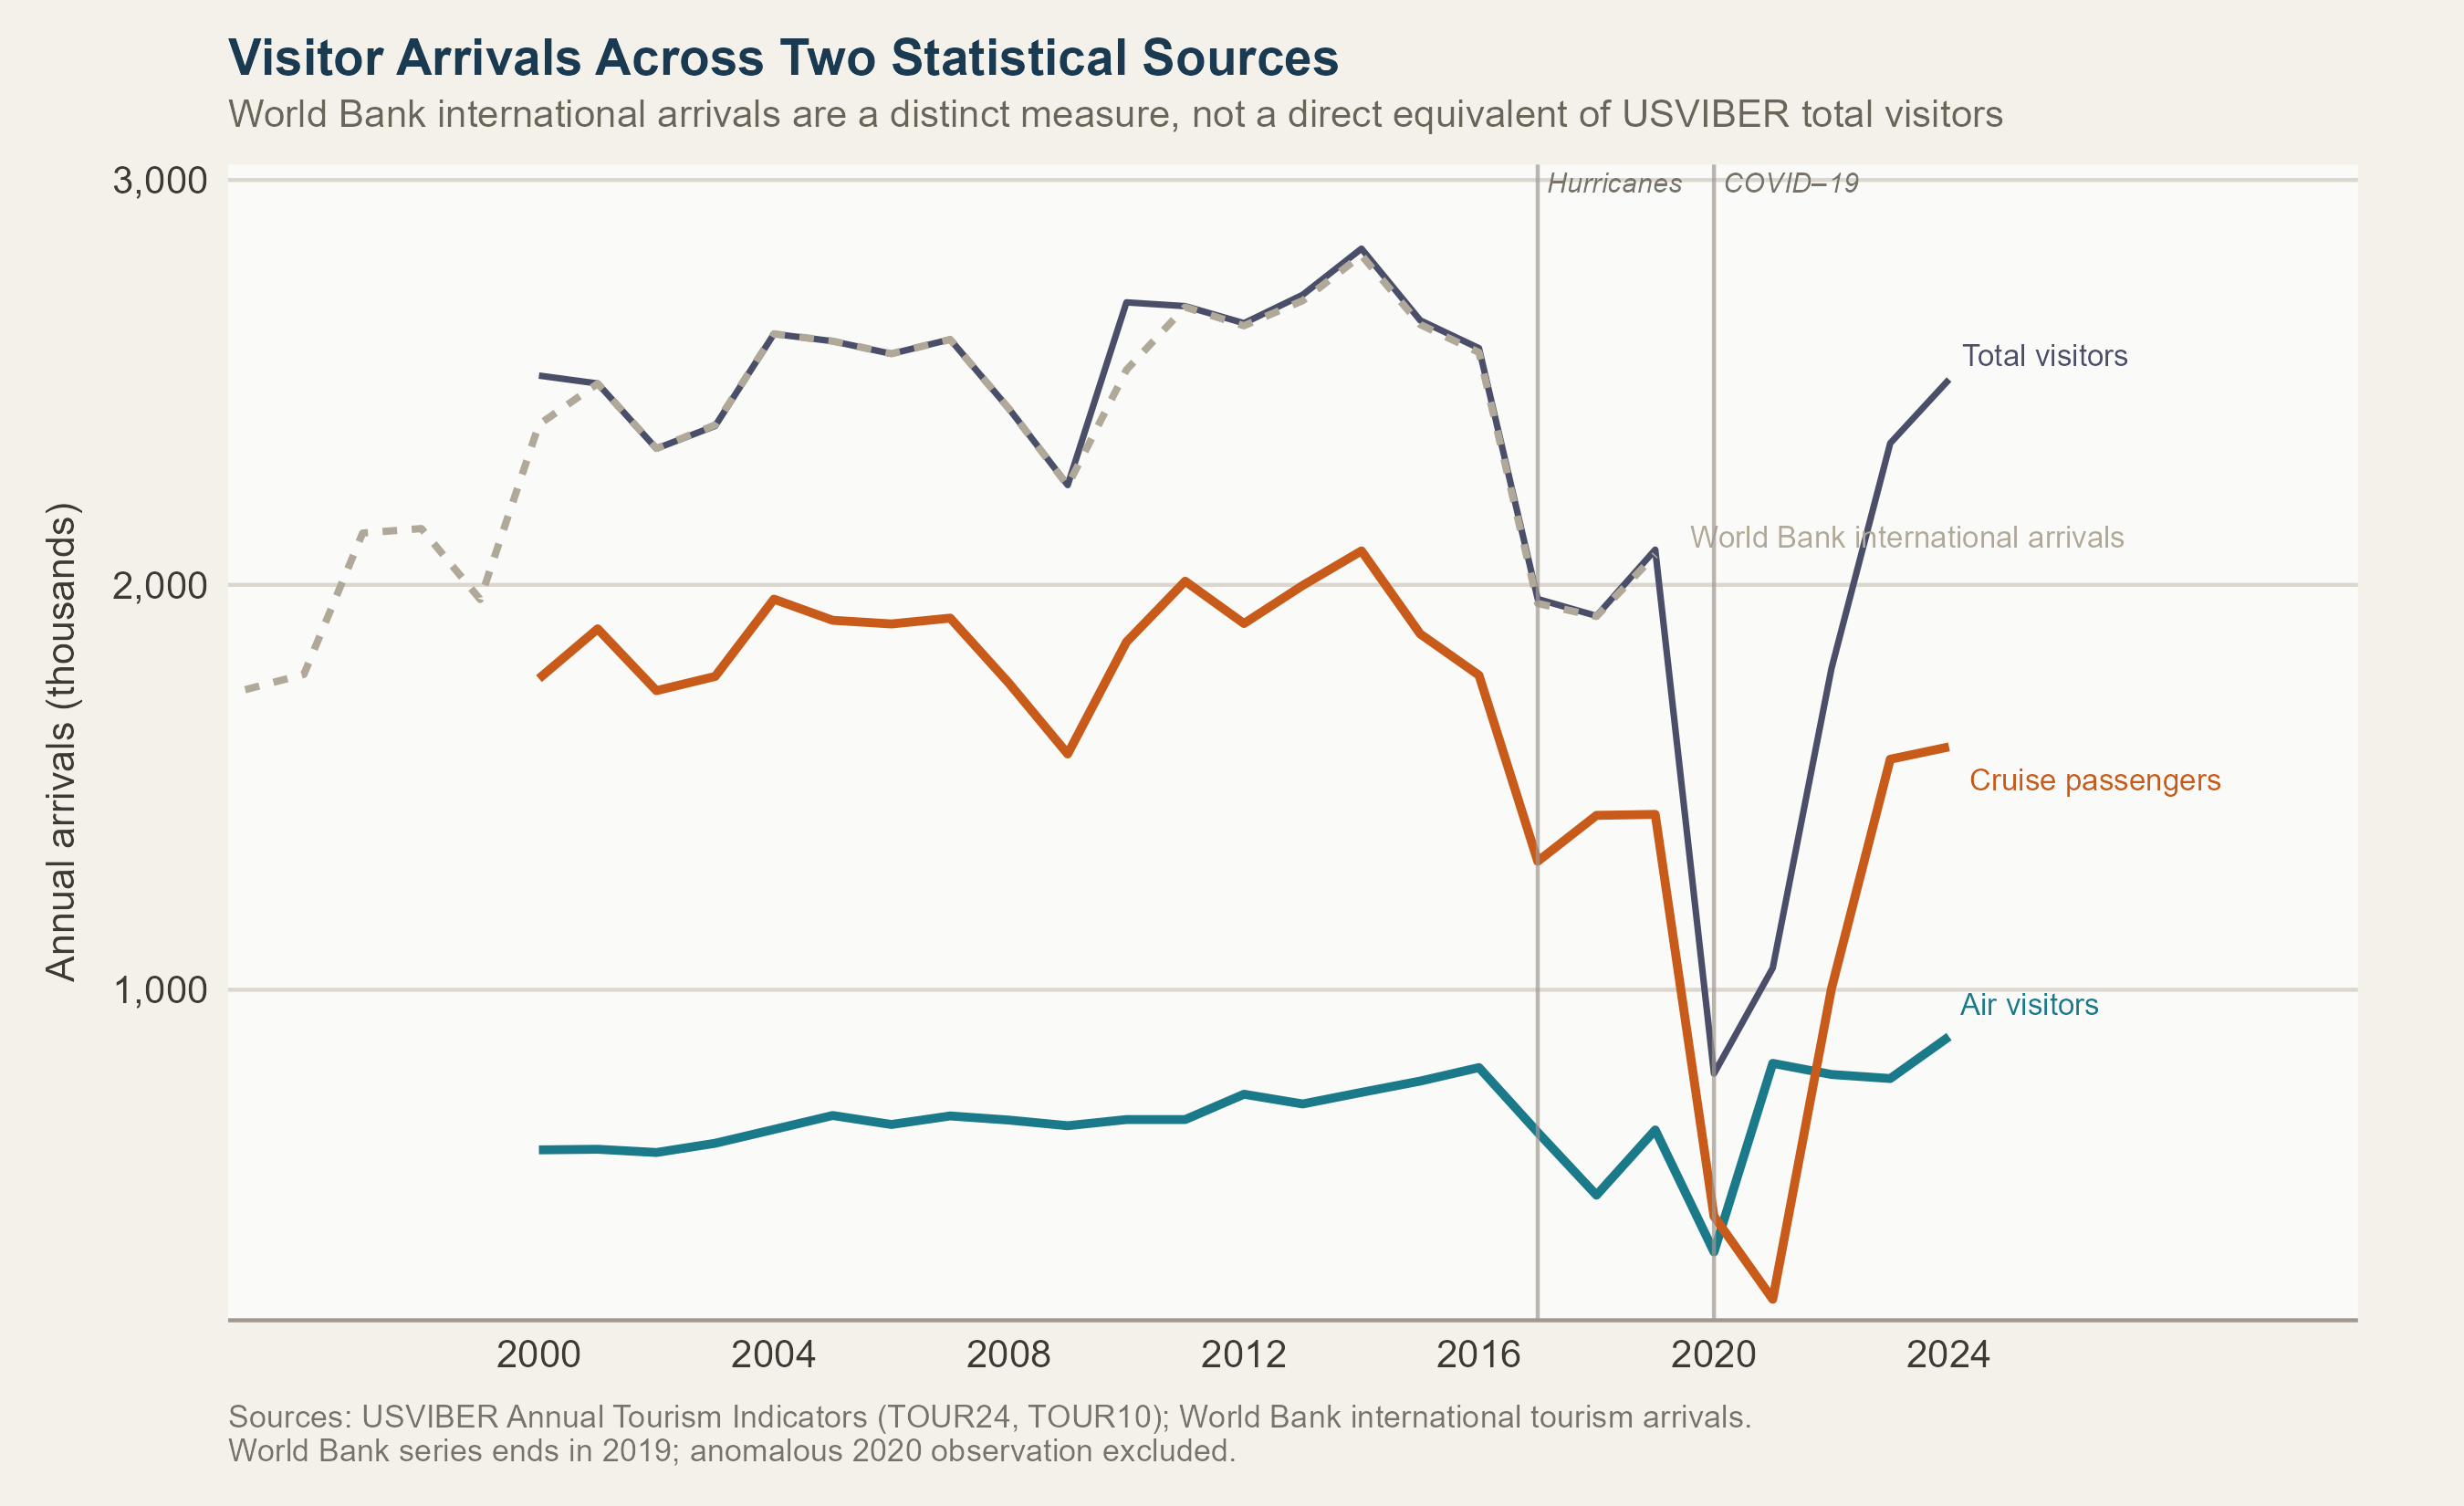 Visitor Arrivals Across Two Statistical Sources
World Bank international arrivals are a distinct measure, not a direct equivalent of USVIBER total visitors
Annual arrivals (thousands)
3,000
2,000
1,000
Hurricanes
COVID–19
Total visitors
World Bank international arrivals
Cruise passengers
Air visitors
2000
2004
2008
2012
2016
2020
2024
Sources: USVIBER Annual Tourism Indicators (TOUR24, TOUR10); World Bank international tourism arrivals.
World Bank series ends in 2019; anomalous 2020 observation excluded.